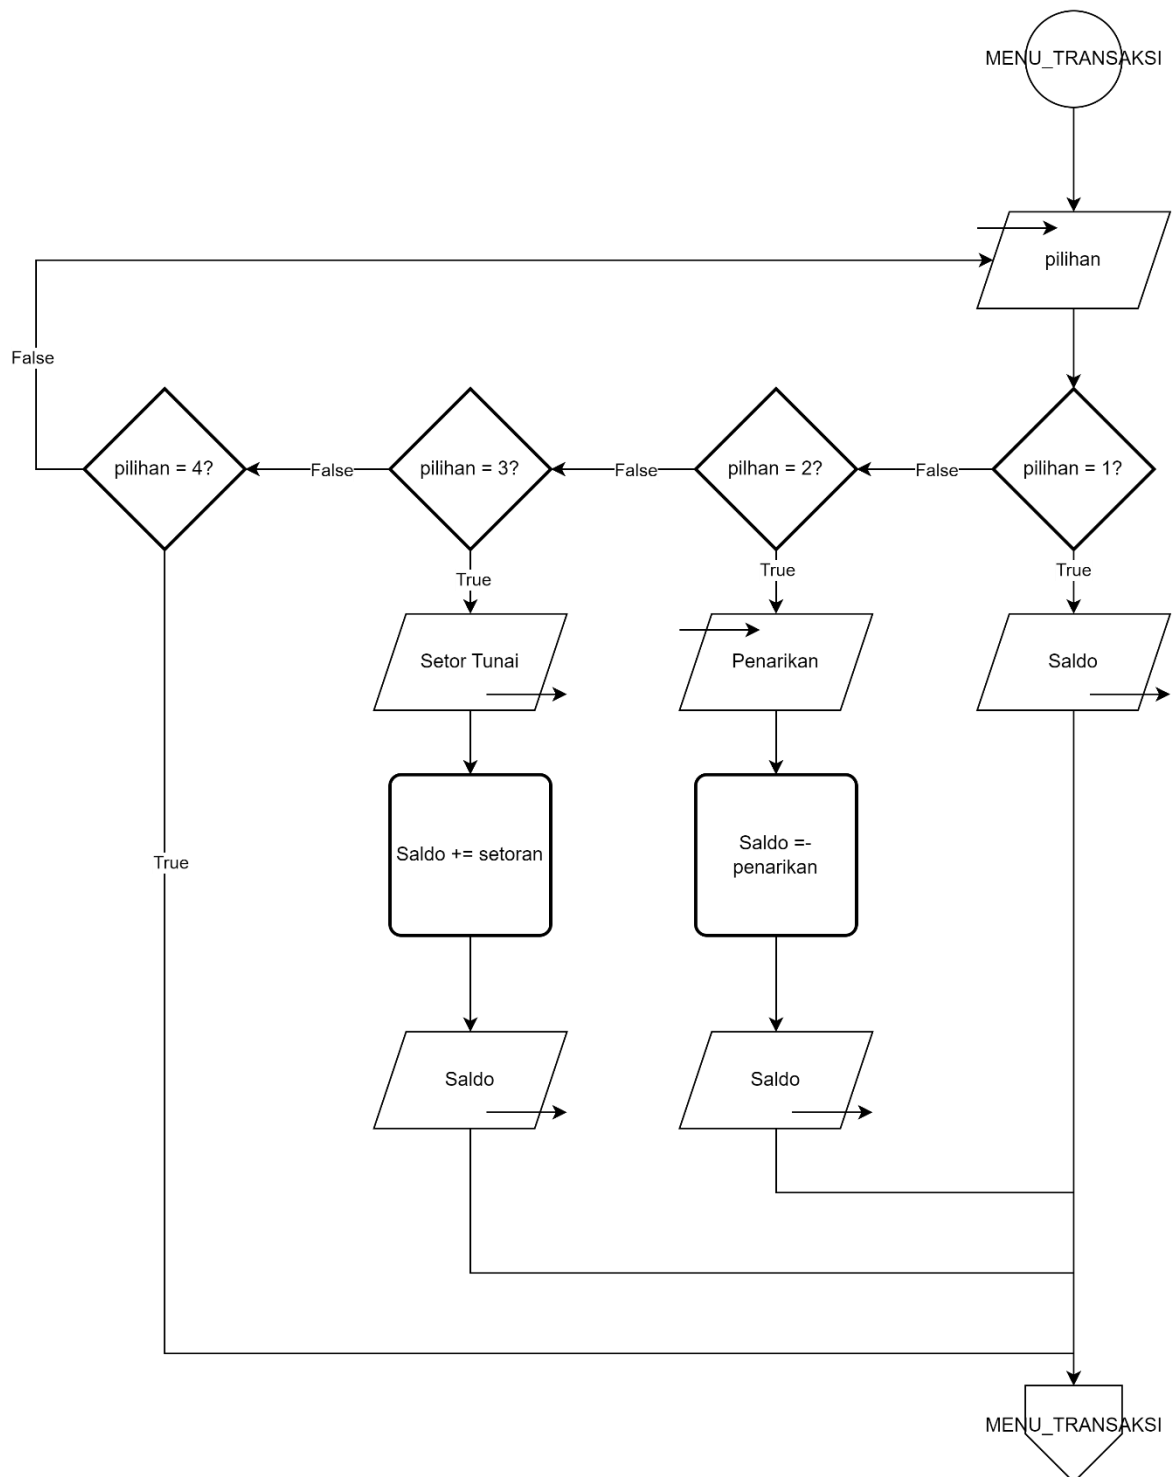 MENU_TRANSAKSI
pilihan
False
pilihan = 4?
False
pilihan = 3?
False
pilhan = 2?
False
pilihan = 1?
True
True
True
Setor Tunai
Penarikan
Saldo
True
Saldo += setoran
Saldo =-
penarikan
Saldo
Saldo
MENU_TRANSAKSI